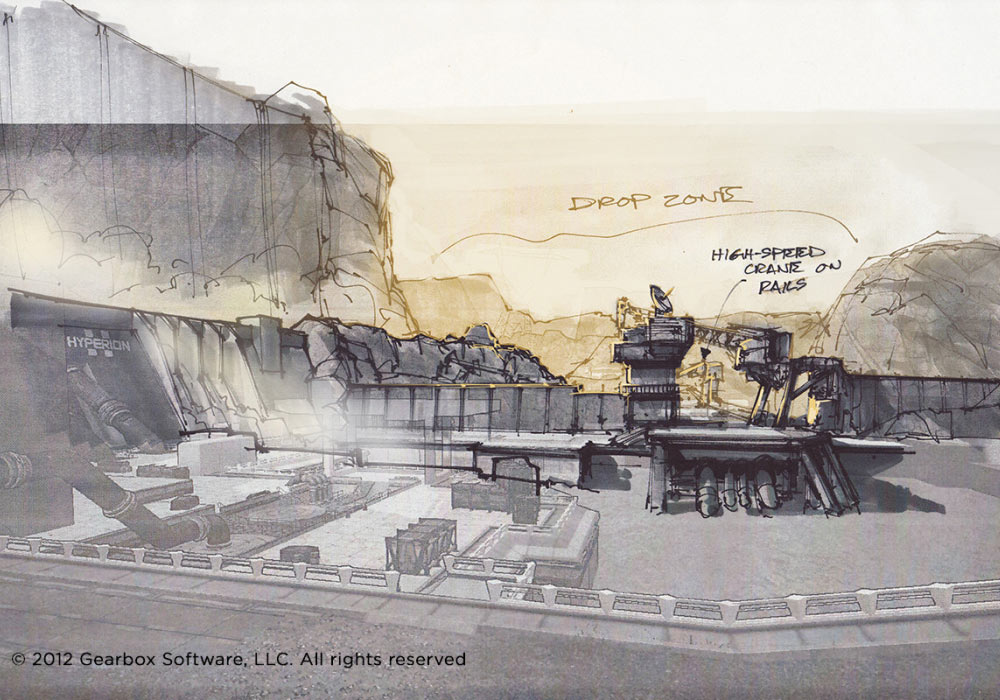 DROP ZONE
HIGH-SPEED
CRANE ON
RAILS
HYPERION
© 2012 Gearbox Software, LLC. All rights reserved